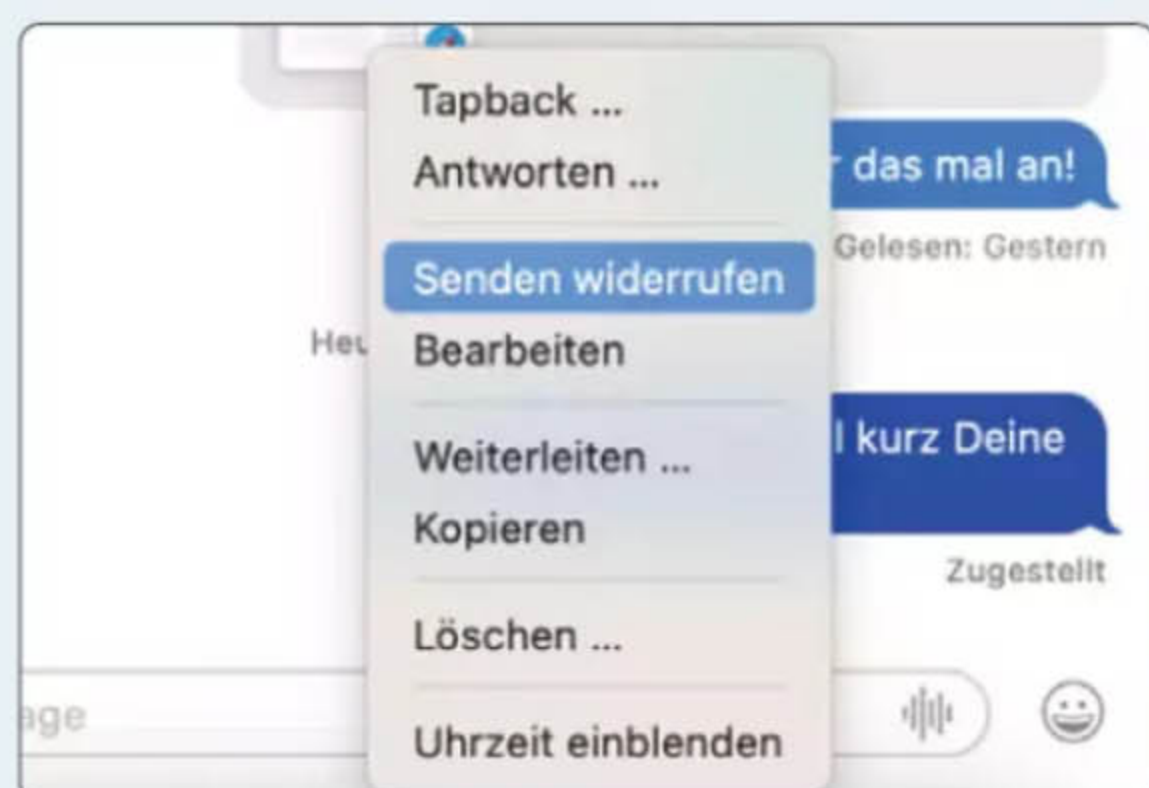 Tapback ...
Antworten ...
das mal an!
Gelesen: Gestern
Senden widerrufen
Bearbeiten
Weiterleiten ...
kurz Deine
Kopieren
Zugestellt
Löschen ...
Uhrzeit einblenden